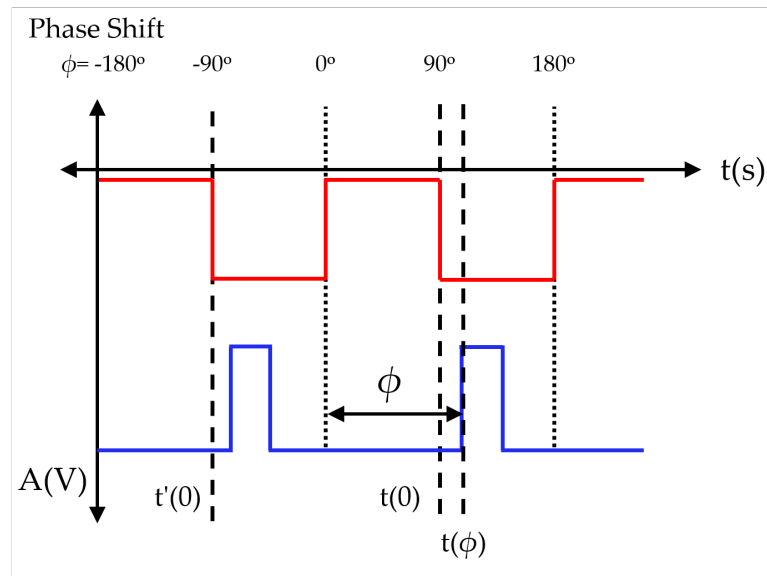 Phase Shift
ϕ= -180º -90º 0º 90º 180º
t(s)
ϕ
A(V)
t'(0) t(0)
t(ϕ)